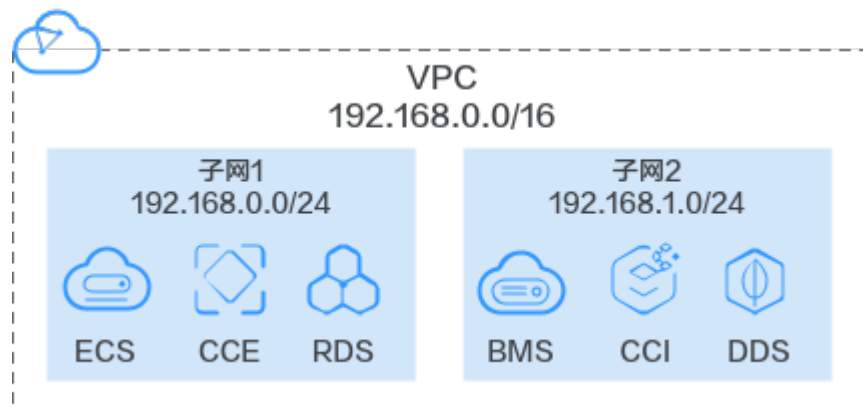 VPC
192.168.0.0/16
子网1
192.168.0.0/24
ECS
CCE
RDS
子网2
192.168.1.0/24
BMS
CCI
DDS